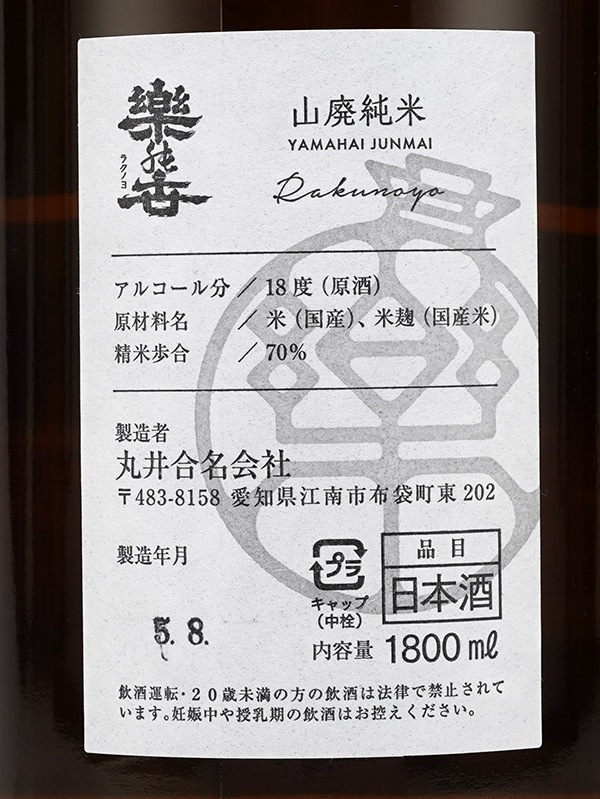 樂能世
ラクノヨ
山廃純米
YAMAHAI JUNMAI
Rakunoyo
アルコール分 ／ 18度（原酒）
原材料名 ／ 米（国産）、米麹（国産米）
精米歩合 ／ 70%
製造者
丸井合名会社
〒483-8158 愛知県江南市布袋町東202
製造年月
5.8.
プラ
キャップ
（中栓）
品目
日本酒
内容量 1800㎖
飲酒運転・20歳未満の方の飲酒は法律で禁止されて
います。妊娠中や授乳期の飲酒はお控えください。